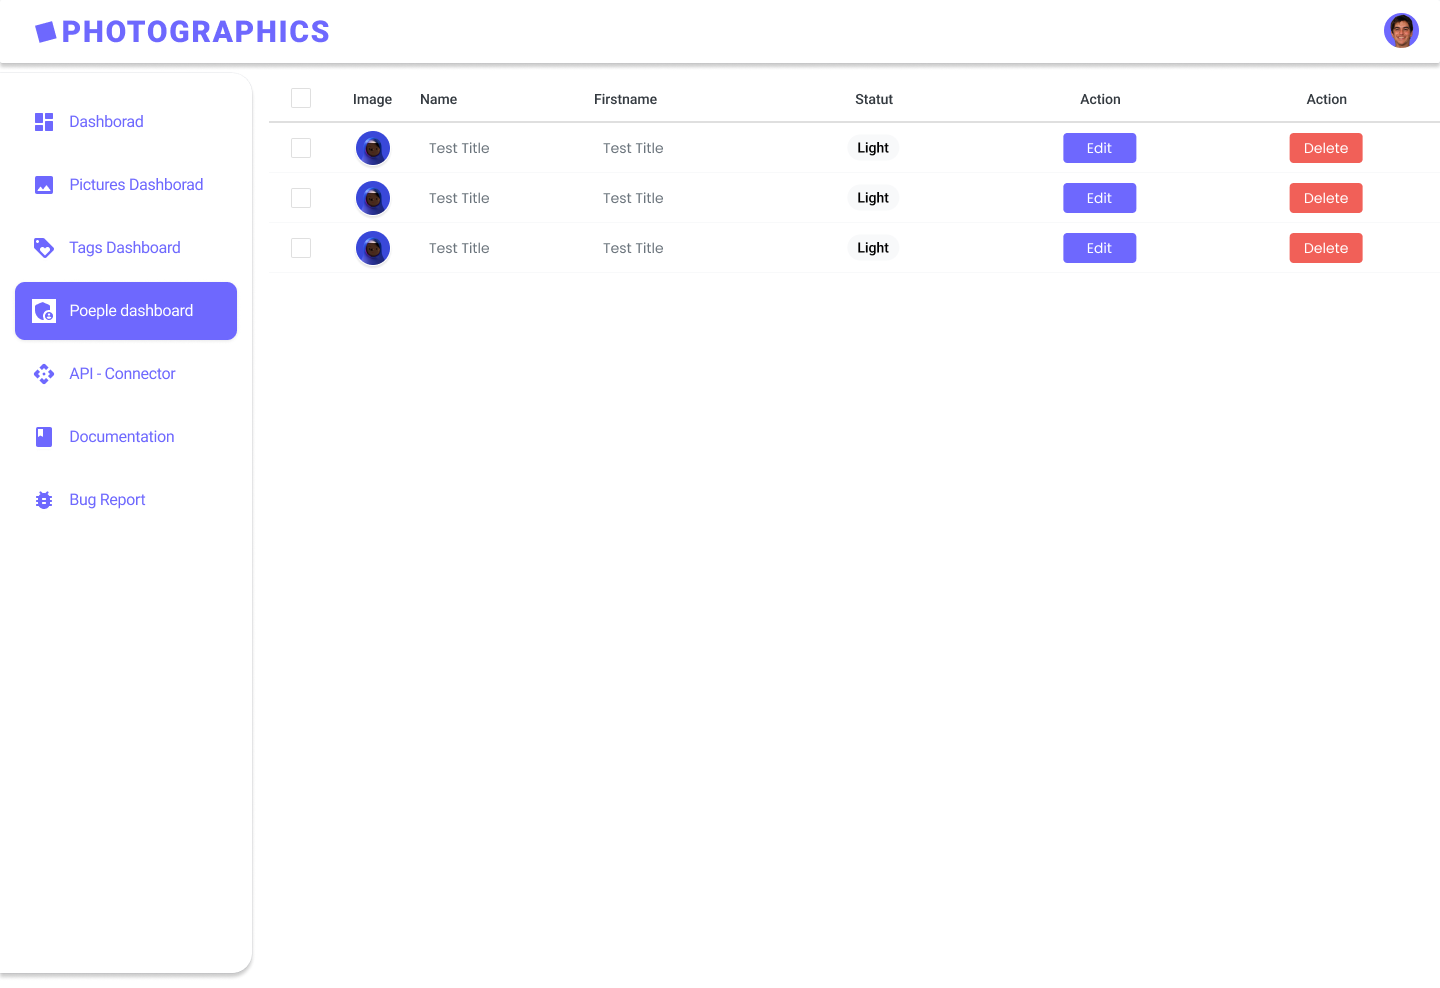 PHOTOGRAPHICS
Dashborad
Pictures Dashborad
Tags Dashboard
Poeple dashboard
API - Connector
Documentation
Bug Report
Image Name Firstname Statut Action Action
Test Title Test Title Light Edit Delete
Test Title Test Title Light Edit Delete
Test Title Test Title Light Edit Delete